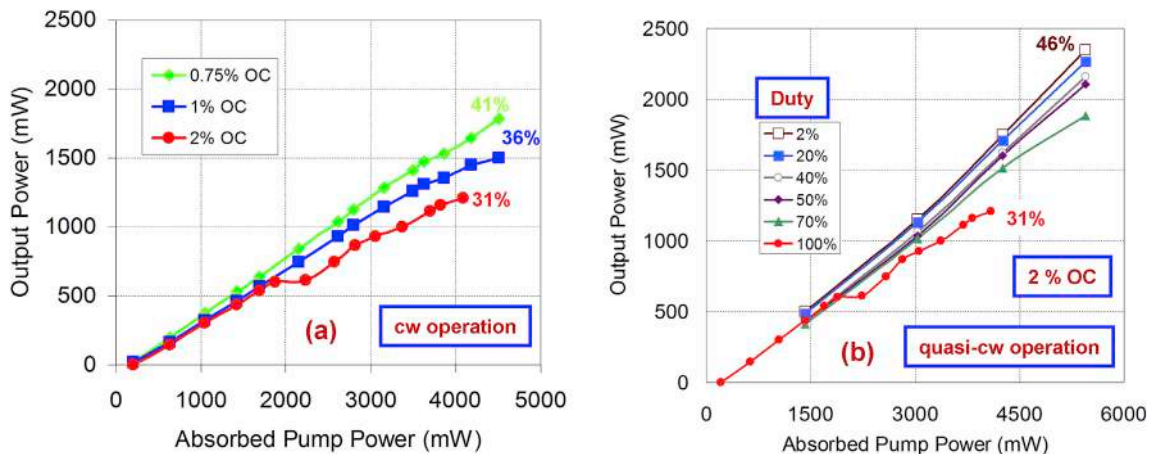 2500
2000
1500
1000
500
0
Output Power (mW)
0.75% OC
1% OC
2% OC
41%
36%
31%
(a)
cw operation
0 1000 2000 3000 4000 5000
Absorbed Pump Power (mW)
2500
2000
1500
1000
500
0
Output Power (mW)
46%
Duty
2%
20%
40%
50%
70%
100%
31%
2 % OC
(b)
quasi-cw operation
0 1500 3000 4500 6000
Absorbed Pump Power (mW)